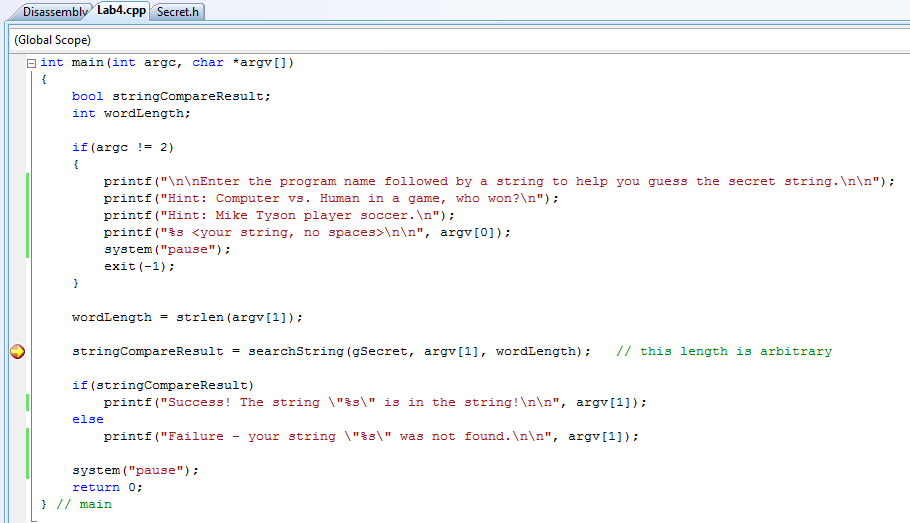 Disassembly Lab4.cpp Secret.h
(Global Scope)
int main(int argc, char *argv[])
{
bool stringCompareResult;
int wordLength;
if(argc != 2)
{
printf("\n\nEnter the program name followed by a string to help you guess the secret string.\n\n");
printf("Hint: Computer vs. Human in a game, who won?\n");
printf("Hint: Mike Tyson player soccer.\n");
printf("%s <your string, no spaces>\n\n", argv[0]);
system("pause");
exit(-1);
}
wordLength = strlen(argv[1]);
stringCompareResult = searchString(gSecret, argv[1], wordLength);   // this length is arbitrary
if(stringCompareResult)
printf("Success! The string \"%s\" is in the string!\n\n", argv[1]);
else
printf("Failure - your string \"%s\" was not found.\n\n", argv[1]);
system("pause");
return 0;
} // main